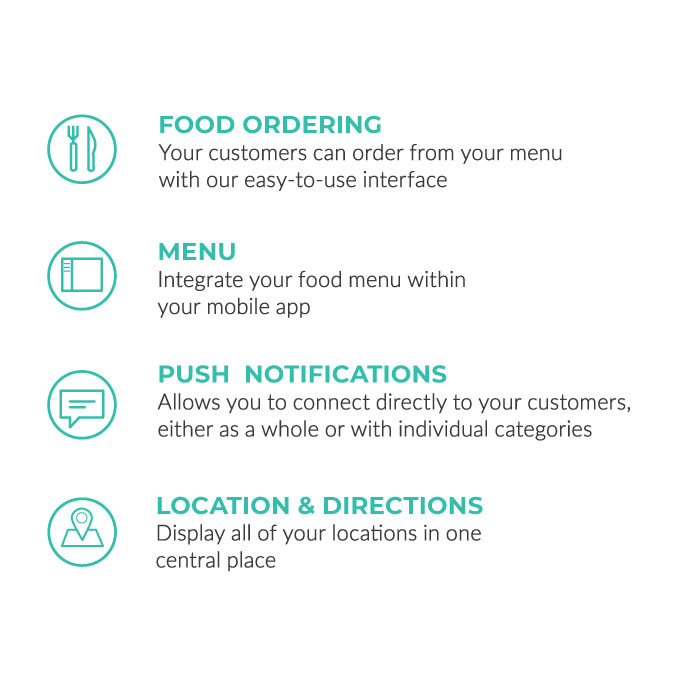 FOOD ORDERING
Your customers can order from your menu
with our easy-to-use interface
MENU
Integrate your food menu within
your mobile app
PUSH  NOTIFICATIONS
Allows you to connect directly to your customers,
either as a whole or with individual categories
LOCATION & DIRECTIONS
Display all of your locations in one
central place